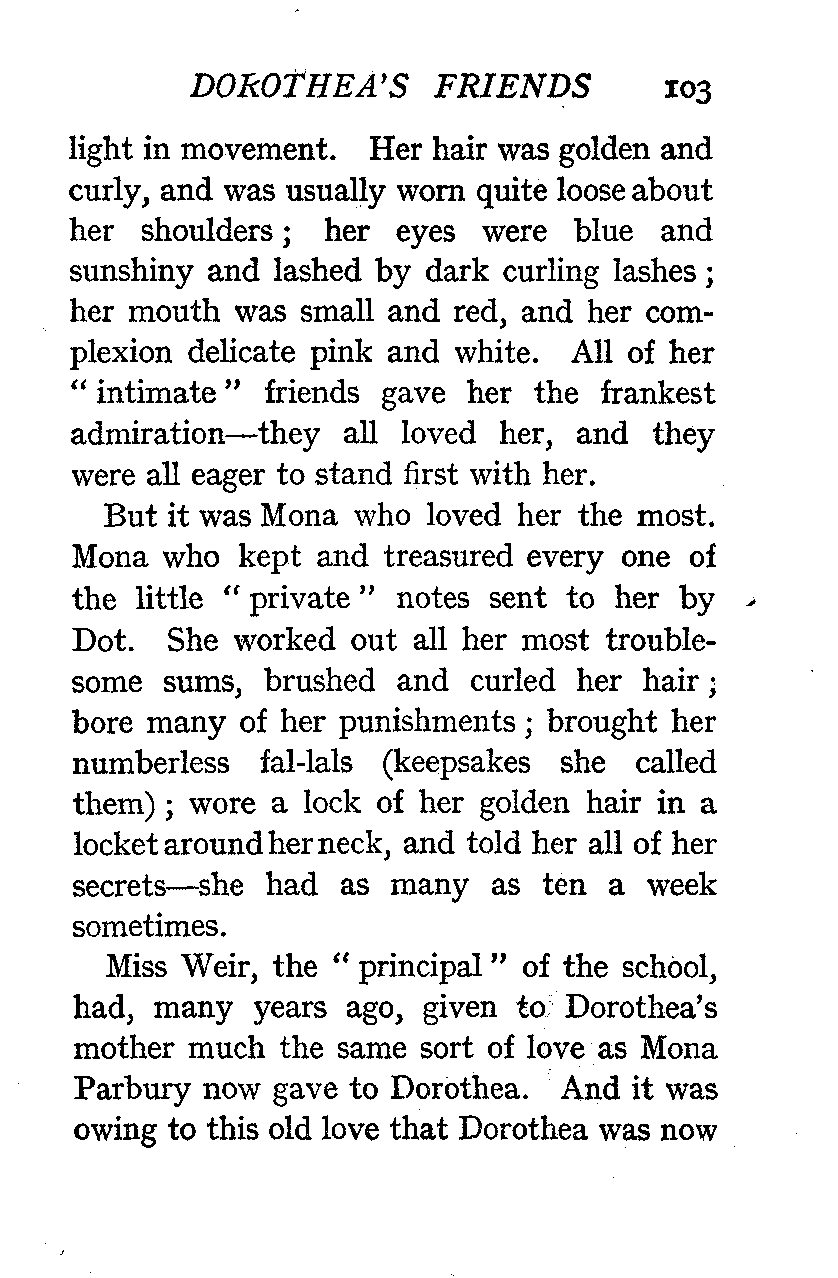 DOROTHEA'S FRIENDS 103
light in movement. Her hair was golden and
curly, and was usually worn quite loose about
her shoulders; her eyes were blue and
sunshiny and lashed by dark curling lashes;
her mouth was small and red, and her com-
plexion delicate pink and white. All of her
"intimate" friends gave her the frankest
admiration—they all loved her, and they
were all eager to stand first with her.
But it was Mona who loved her the most.
Mona who kept and treasured every one of
the little "private" notes sent to her by
Dot. She worked out all her most trouble-
some sums, brushed and curled her hair;
bore many of her punishments; brought her
numberless fal-lals (keepsakes she called
them); wore a lock of her golden hair in a
locket around her neck, and told her all of her
secrets—she had as many as ten a week
sometimes.
Miss Weir, the "principal" of the school,
had, many years ago, given to Dorothea's
mother much the same sort of love as Mona
Parbury now gave to Dorothea. And it was
owing to this old love that Dorothea was now